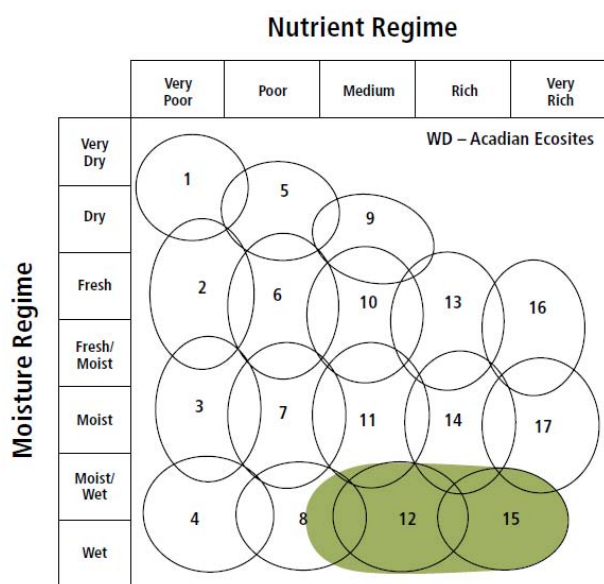 Nutrient Regime
Very
Poor
Poor
Medium
Rich
Very
Rich
WD – Acadian Ecosites
Moisture Regime
Very
Dry
Dry
Fresh
Fresh/
Moist
Moist
Moist/
Wet
Wet
1
5
9
2
6
10
13
16
3
7
11
14
17
4
8
12
15